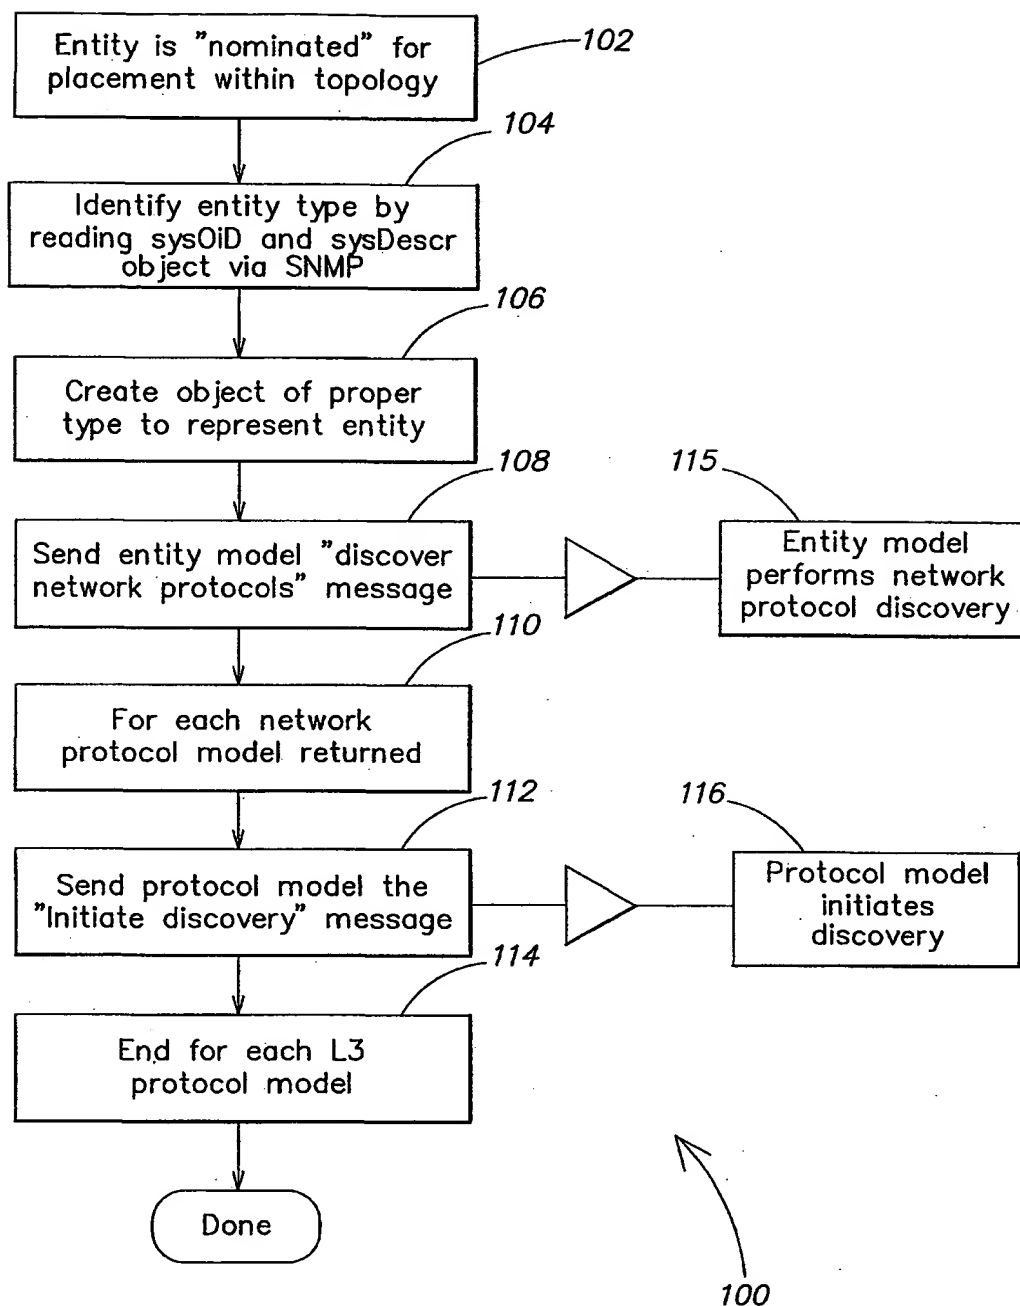 Entity is "nominated" for
placement within topology
102
104
Identify entity type by
reading sysOiD and sysDescr
object via SNMP
106
Create object of proper
type to represent entity
108
Send entity model "discover
network protocols" message
115
Entity model
performs network
protocol discovery
110
For each network
protocol model returned
112
Send protocol model the
"Initiate discovery" message
116
Protocol model
initiates
discovery
114
End for each L3
protocol model
Done
100